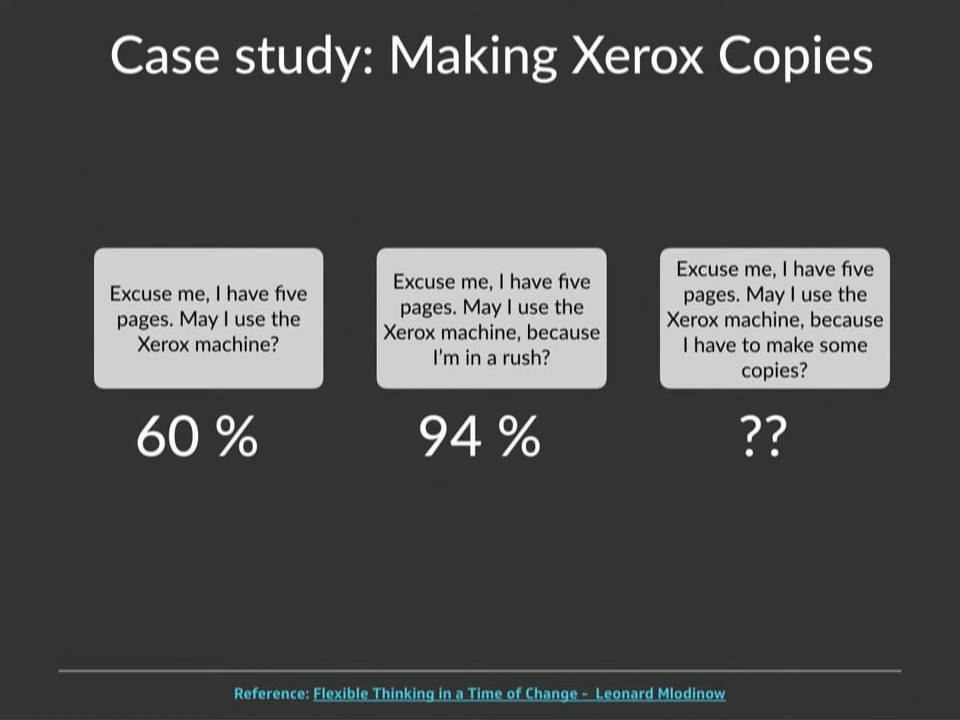 Case study: Making Xerox Copies
Excuse me, I have five
pages. May I use the
Xerox machine?
60 %
Excuse me, I have five
pages. May I use the
Xerox machine, because
I'm in a rush?
94 %
Excuse me, I have five
pages. May I use the
Xerox machine, because
I have to make some
copies?
??
Reference: Flexible Thinking in a Time of Change - Leonard Mlodinow